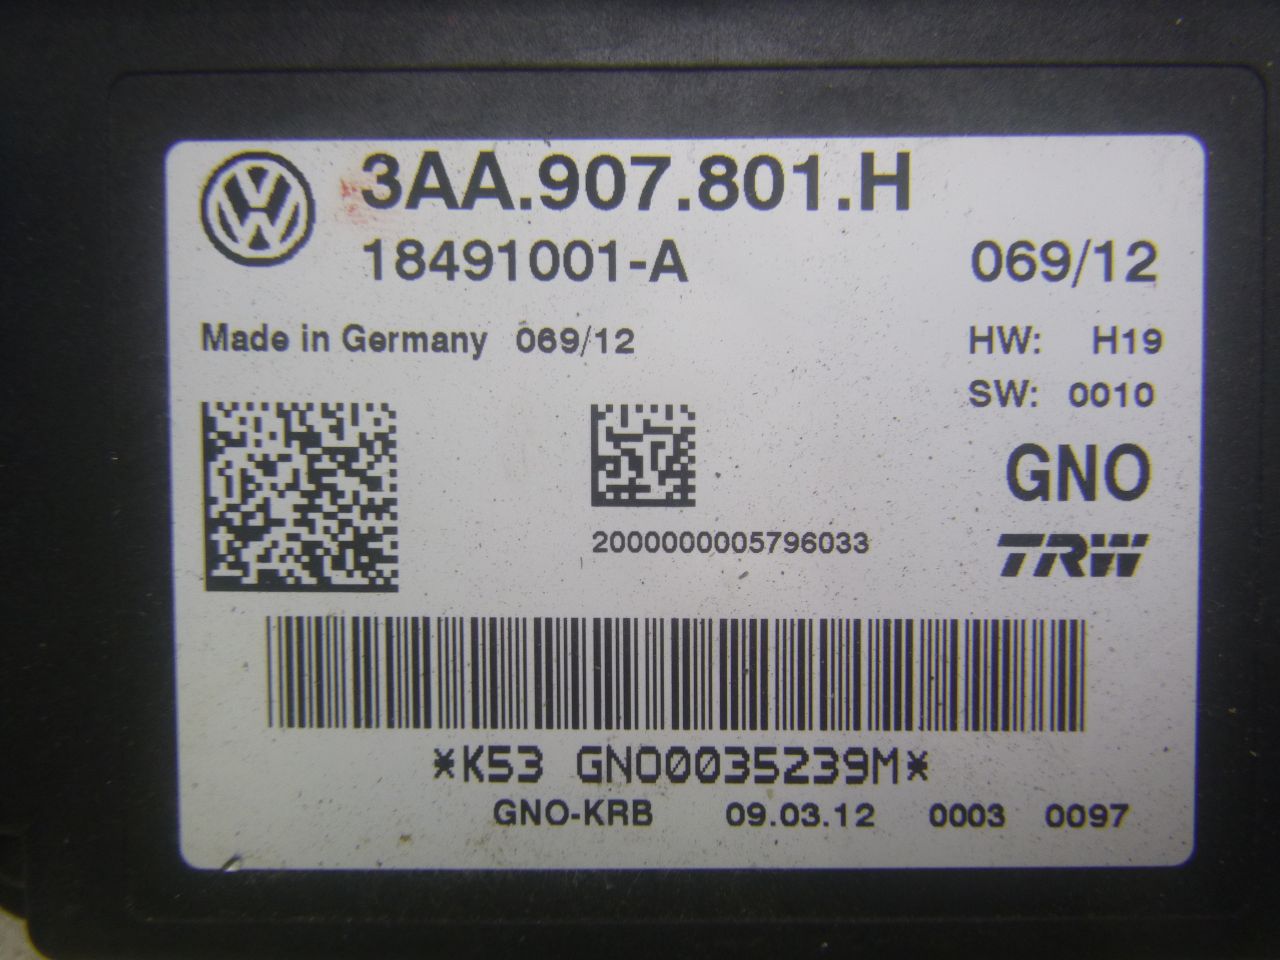 3AA.907.801.H
18491001-A 069/12
Made in Germany 069/12 HW: H19
SW: 0010
GNO
2000000005796033 TRW
*K53 GNO0035239M*
GNO-KRB 09.03.12 0003 0097